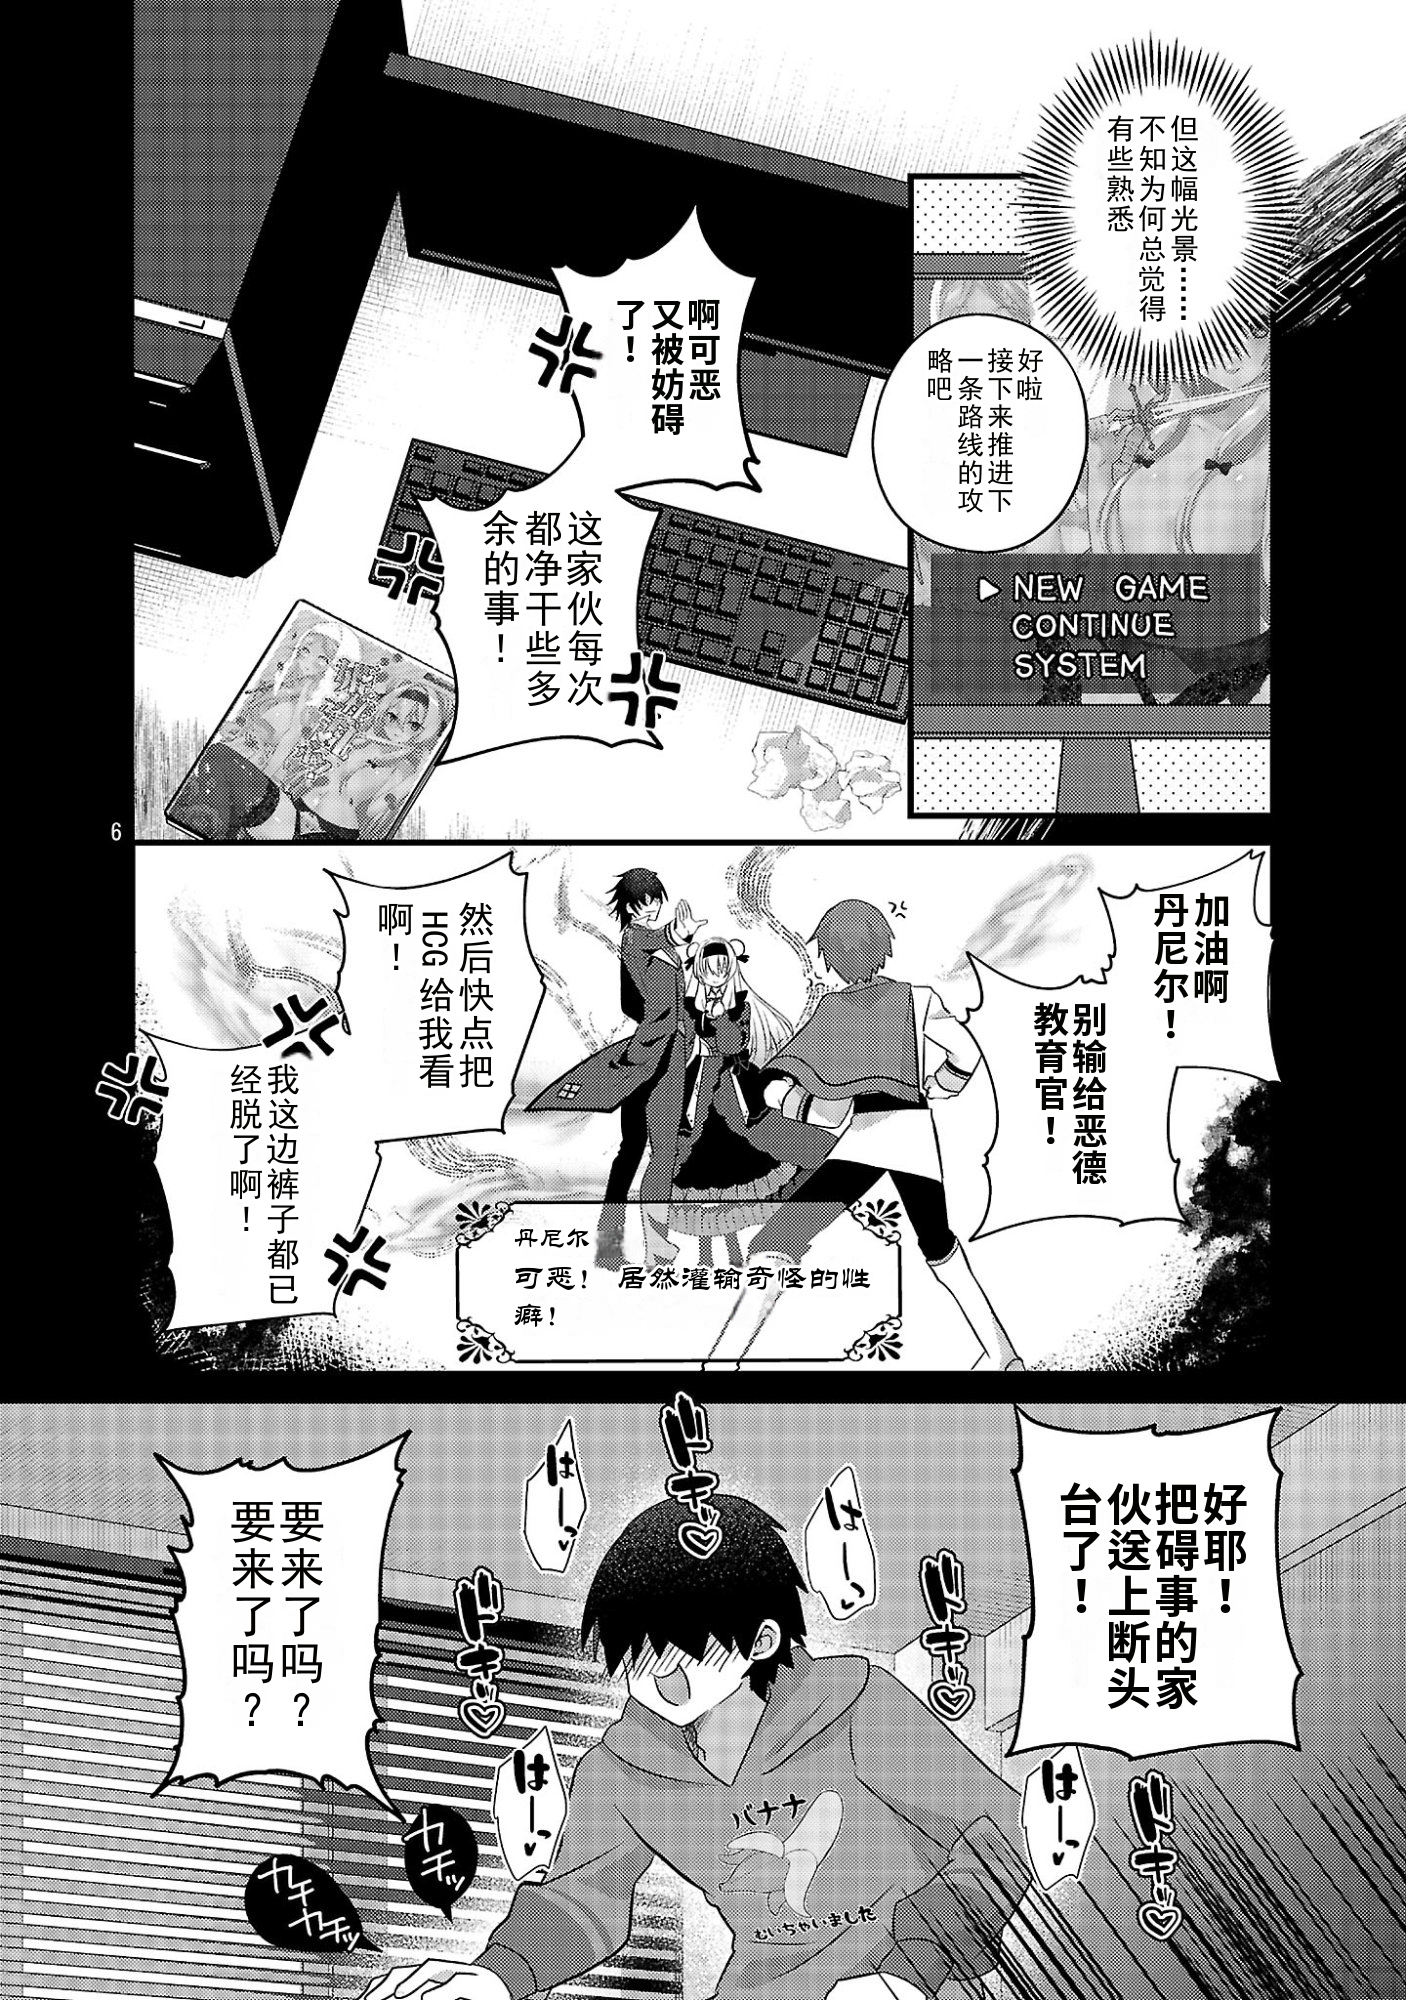 但这幅光景……
不知为何总觉得
有些熟悉
好啦
接下来推进下
一条路线的攻
略吧
NEW GAME
CONTINUE
SYSTEM
啊可恶
又被妨碍
了！
这家伙每次
都净干些多
余的事！
6
加油啊
丹尼尔！
别输给恶德
教育官！
然后快点把
HCG给我看
啊！
我这边裤子都已
经脱了啊！
丹尼尔
可恶！居然灌输奇怪的性
癖！
好耶！
把碍事的家
伙送上断头
台了！
ドキッ♡
はーっ
はーっ
ドキッ♡
ドキッ♡
はーっ
はーっ
ドキッ♡
要来了吗？
要来了吗？
カチッ
カチカチッ
バナナ
むいちゃいました